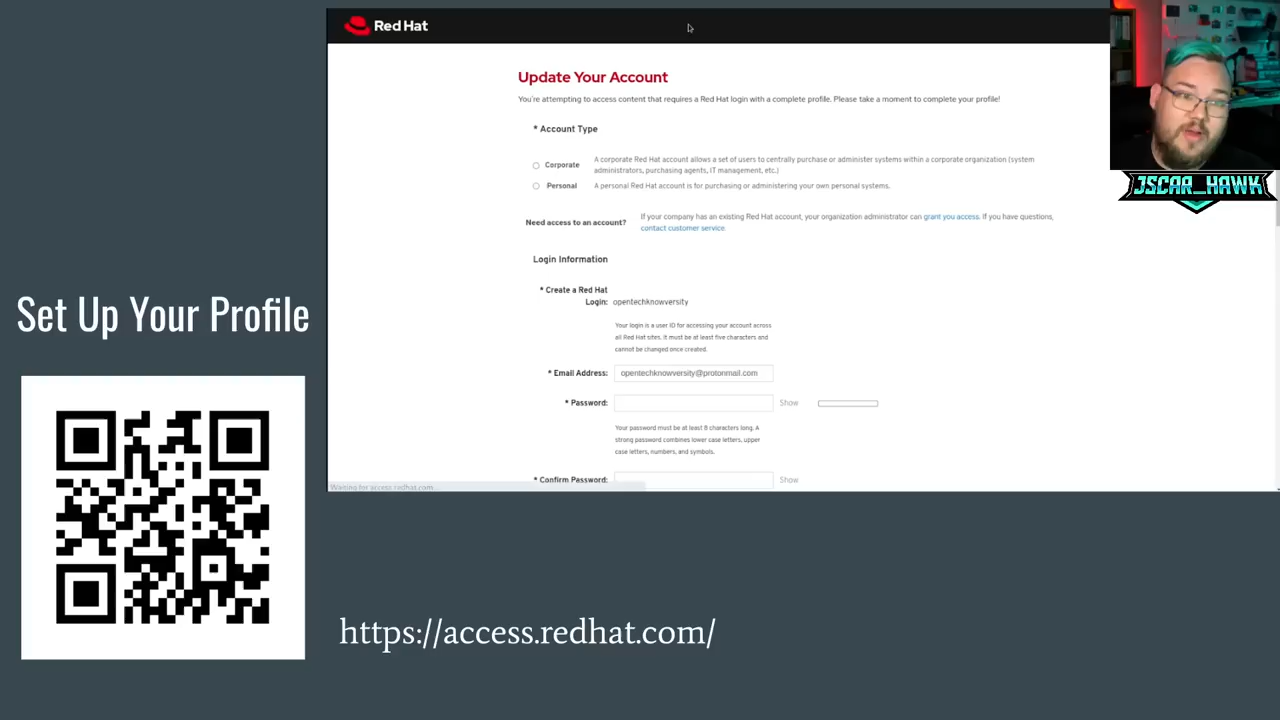 Red Hat
Update Your Account
You're attempting to access content that requires a Red Hat login with a complete profile. Please take a moment to complete your profile!
* Account Type
Corporate
A corporate Red Hat account allows a set of users to centrally purchase or administer systems within a corporate organization (system
administrators, purchasing agents, IT management, etc.)
Personal
A personal Red Hat account is for purchasing or administering your own personal systems.
Need access to an account?
If your company has an existing Red Hat account, your organization administrator can grant you access. If you have questions,
contact customer service.
Login Information
* Create a Red Hat
Login: opentechknowversity
Your login is a user ID for accessing your account across
all Red Hat sites. It must be at least five characters and
cannot be changed once created.
* Email Address: opentechknowversity@protonmail.com
* Password: Show
Your password must be at least 8 characters long. A
strong password combines lower case letters, upper
case letters, numbers, and symbols.
* Confirm Password: Show
Waiting for access.redhat.com...
JSCAR_HAWK
Set Up Your Profile
https://access.redhat.com/